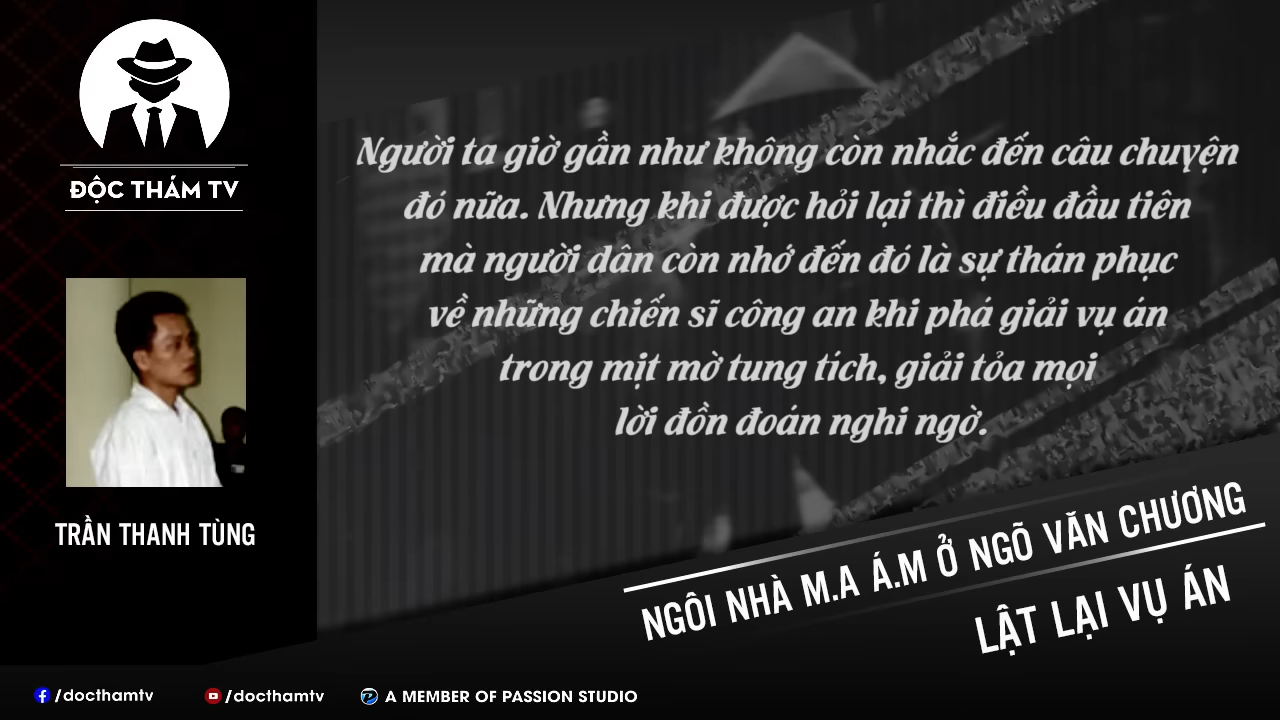 ĐỘC THÁM TV
TRẦN THANH TÙNG
Người ta giờ gần như không còn nhắc đến câu chuyện
đó nữa. Nhưng khi được hỏi lại thì điều đầu tiên
mà người dân còn nhớ đến đó là sự thán phục
về những chiến sĩ công an khi phá giải vụ án
trong mịt mờ tung tích, giải tỏa mọi
lời đồn đoán nghi ngờ.
NGÔI NHÀ M.A Á.M Ở NGÕ VĂN CHƯƠNG
LẬT LẠI VỤ ÁN
/docthamtv
/docthamtv
A MEMBER OF PASSION STUDIO